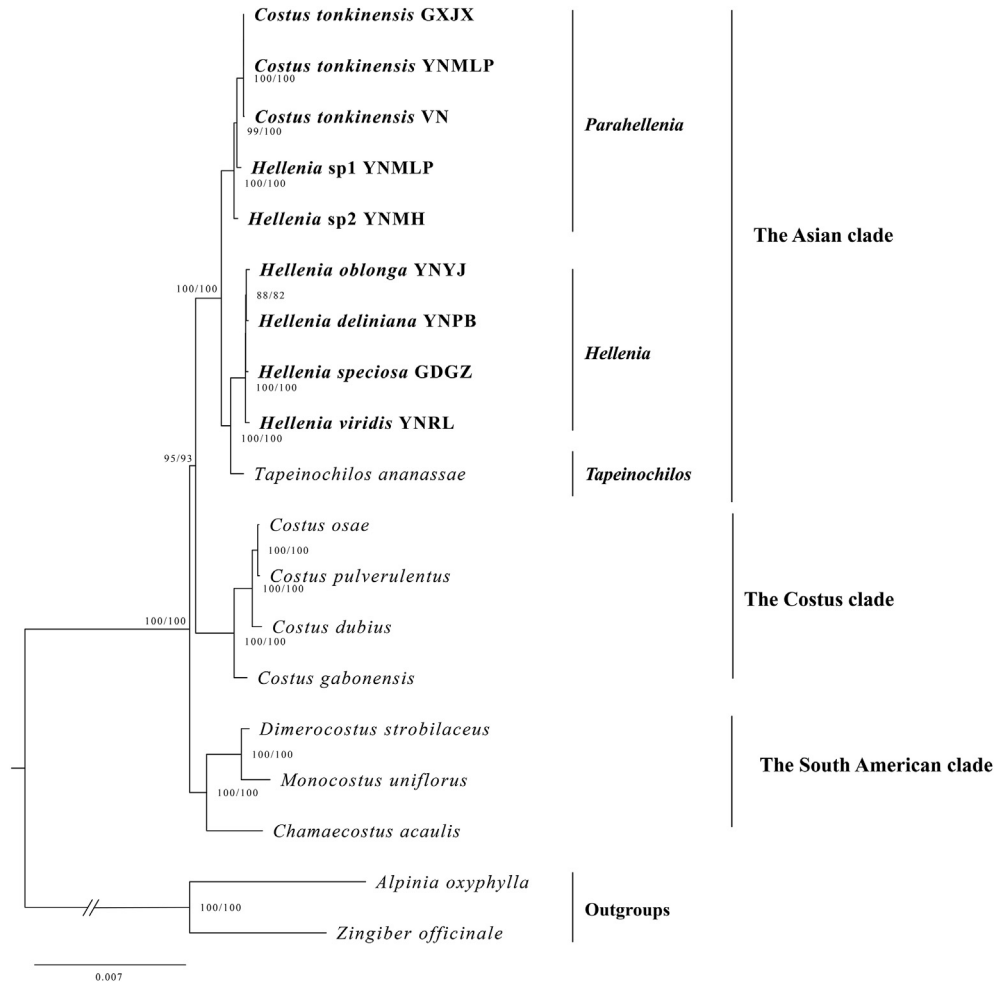 Costus tonkinensis GXJX
Costus tonkinensis YNMLP
100/100
Costus tonkinensis VN
99/100
Parahellenia
Hellenia sp1 YNMLP
100/100
Hellenia sp2 YNMH
The Asian clade
Hellenia oblonga YNYJ
100/100
88/82
Hellenia deliniana YNPB
Hellenia
Hellenia speciosa GDGZ
100/100
Hellenia viridis YNRL
100/100
95/93
Tapeinochilos ananassae
Tapeinochilos
Costus osae
100/100
Costus pulverulentus
100/100
The Costus clade
100/100
Costus dubius
100/100
Costus gabonensis
Dimerocostus strobilaceus
100/100
The South American clade
Monocostus uniflorus
100/100
Chamaecostus acaulis
Alpinia oxyphylla
100/100
Outgroups
Zingiber officinale
0.007